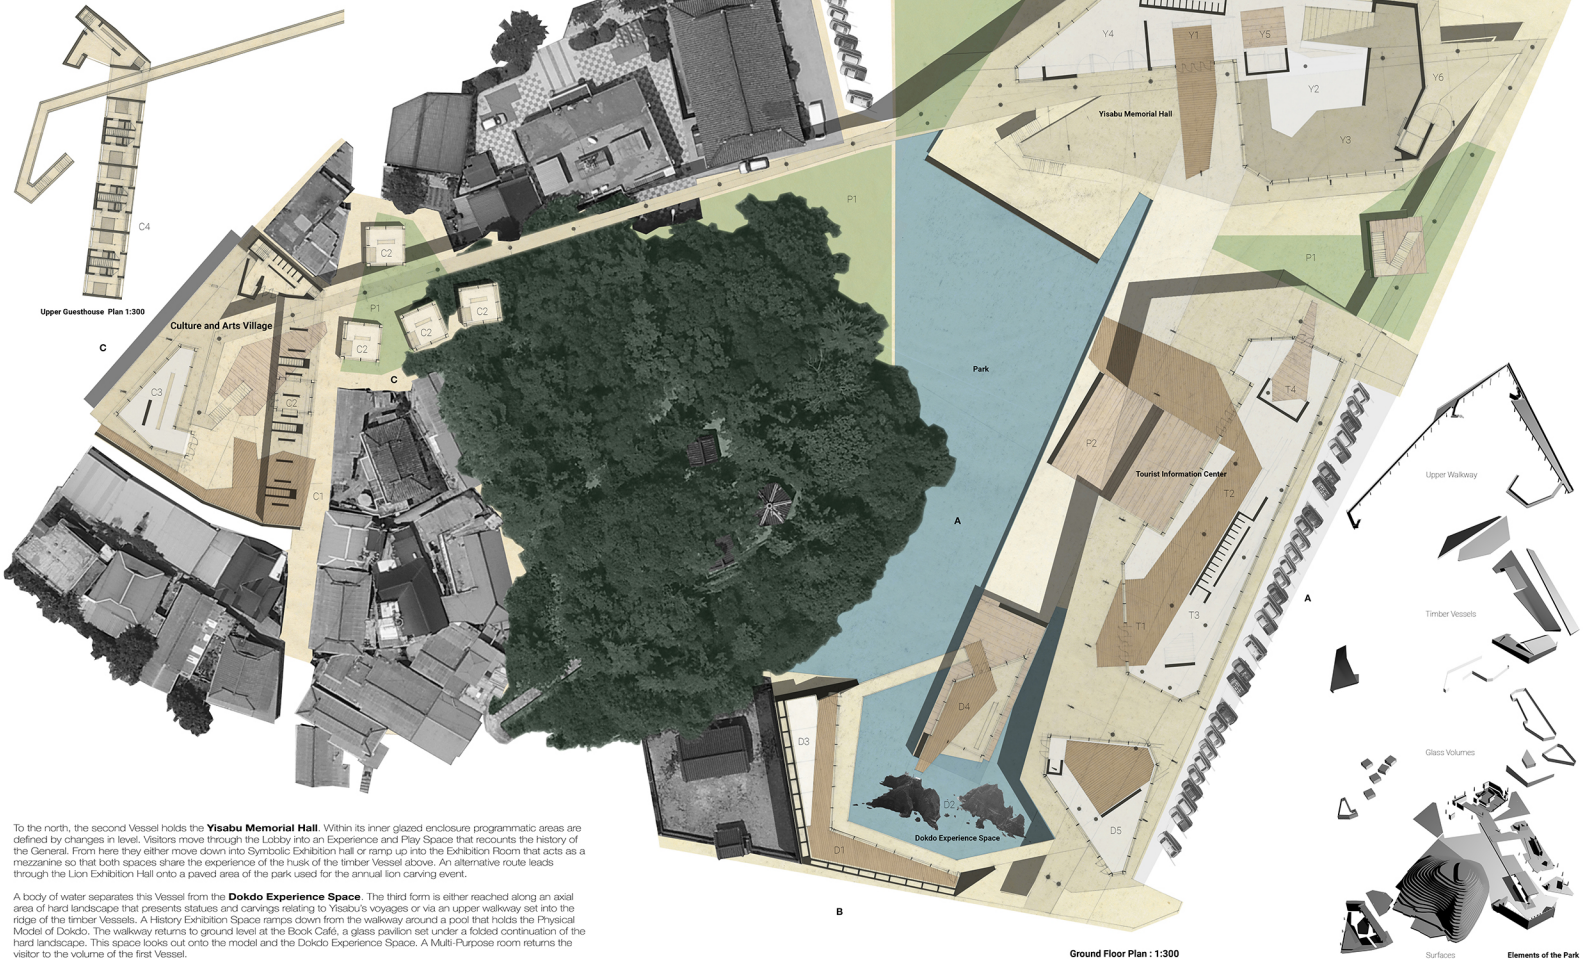 Y4
Y1
Y5
Y2
Y6
Y3
Yisabu Memorial Hall
P1
C4
C2
P1
Upper Guesthouse Plan 1:300
P1
C2
Culture and Arts Village
C2
C2
C
C
Park
C3
C2
T4
P2
Tourist Information Center
T2
Upper Walkway
C1
A
A
T3
T1
Timber Vessels
D4
D3
Glass Volumes
D2
Dokdo Experience Space
D5
D1
B
Ground Floor Plan : 1:300
Surfaces
Elements of the Park
To the north, the second Vessel holds the Yisabu Memorial Hall. Within its inner glazed enclosure programmatic areas are
defined by changes in level. Visitors move through the Lobby into an Experience and Play Space that recounts the history of
the General. From here they either move down into Symbolic Exhibition hall or ramp up into the Exhibition Room that acts as a
mezzanine so that both spaces share the experience of the husk of the timber Vessel above. An alternative route leads
through the Lion Exhibition Hall onto a paved area of the park used for the annual lion carving event.
A body of water separates this Vessel from the Dokdo Experience Space. The third form is either reached along an axial
area of hard landscape that presents statues and carvings relating to Yisabu's voyages or via an upper walkway set into the
ridge of the timber Vessels. A History Exhibition Space ramps down from the walkway around a pool that holds the Physical
Model of Dokdo. The walkway returns to ground level at the Book Café, a glass pavilion set under a folded continuation of the
hard landscape. This space looks out onto the model and the Dokdo Experience Space. A Multi-Purpose room returns the
visitor to the volume of the first Vessel.